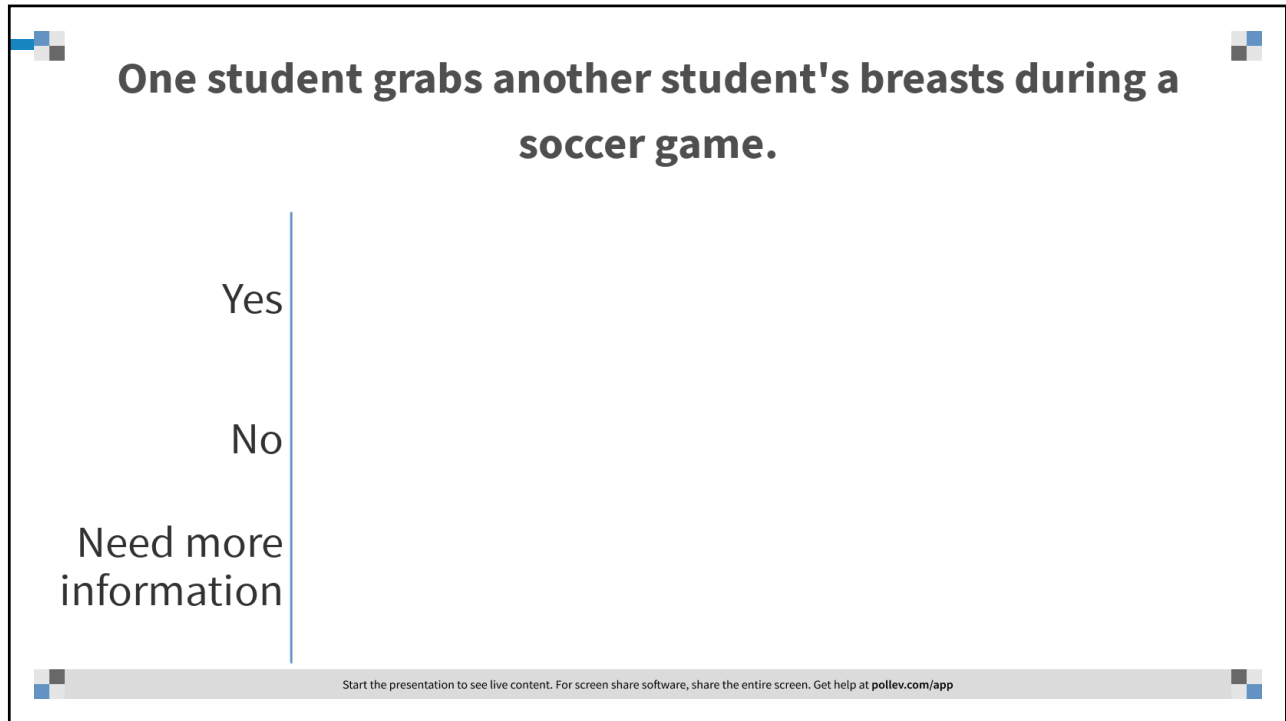 One student grabs another student's breasts during a
soccer game.
Yes
No
Need more
information
Start the presentation to see live content. For screen share software, share the entire screen. Get help at pollev.com/app